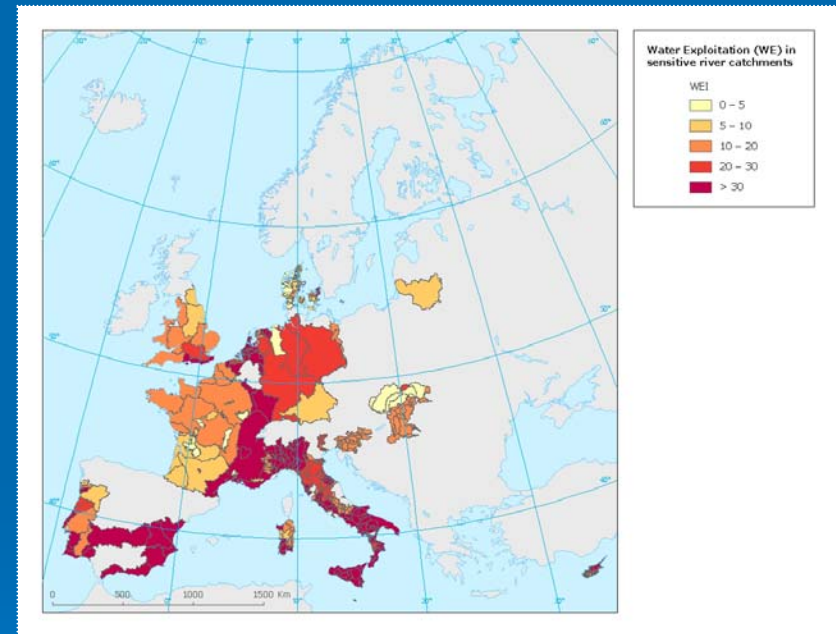 Water Exploitation (WE) in
sensitive river catchments
WEI
0 – 5
5 – 10
10 – 20
20 – 30
> 30
0 500 1000 1500 Km